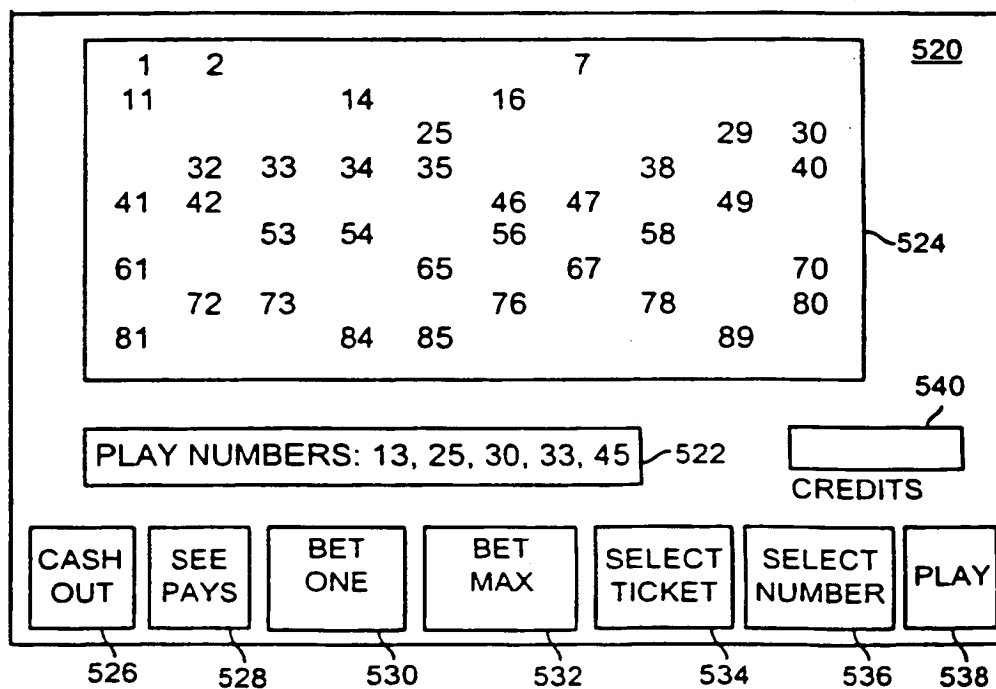 520
1 2 7
11 14 16
25 29 30
32 33 34 35 38 40
41 42 46 47 49
53 54 56 58
524
61 65 67 70
72 73 76 78 80
81 84 85 89
540
PLAY NUMBERS: 13, 25, 30, 33, 45
522
CREDITS
CASH OUT
SEE PAYS
BET ONE
BET MAX
SELECT TICKET
SELECT NUMBER
PLAY
526 528 530 532 534 536 538